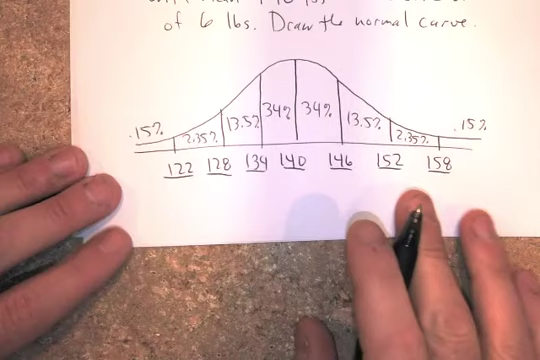 of 6 lbs. Draw the normal curve.
.15% 2.35% 13.5% 34% 34% 13.5% 2.35% .15%
122 128 134 140 146 152 158